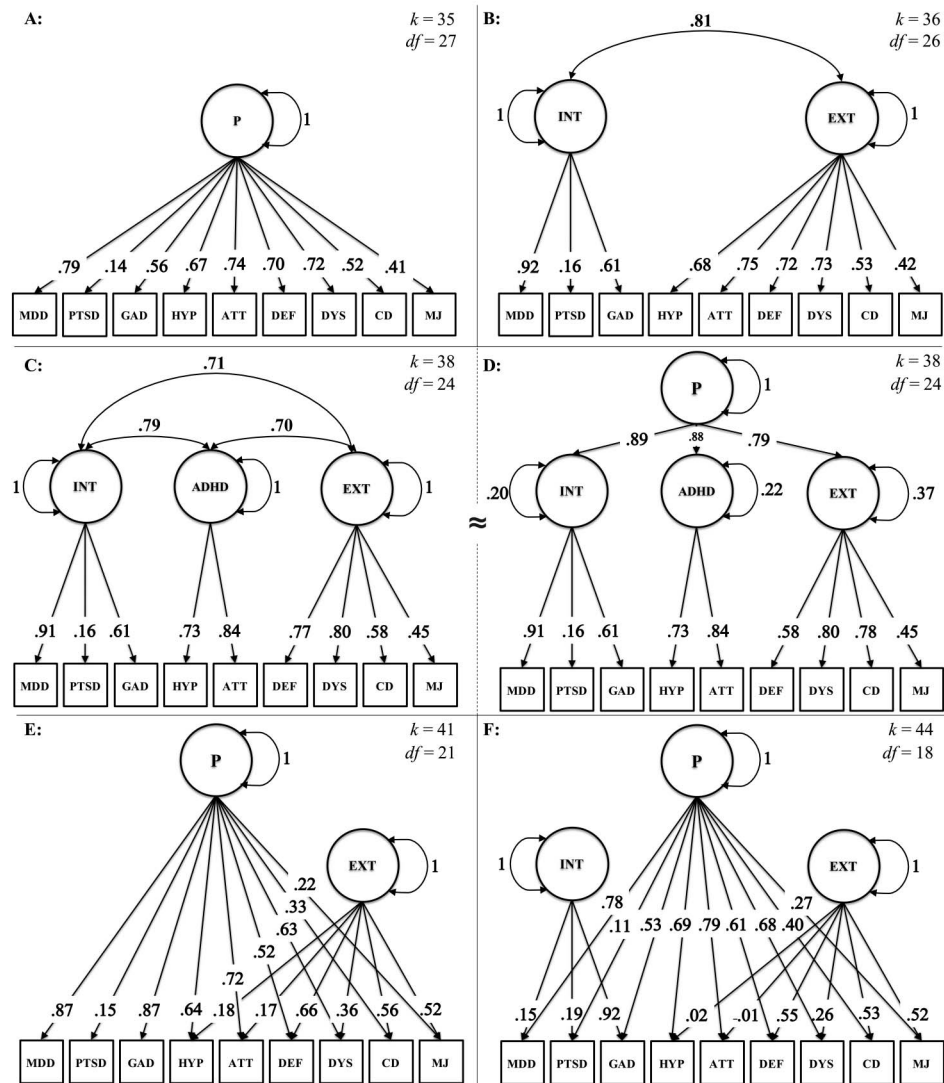 A:
k = 35
df = 27
P
1
.79 .14 .56 .67 .74 .70 .72 .52 .41
MDD PTSD GAD HYP ATT DEF DYS CD MJ
B:
k = 36
df = 26
.81
1 INT EXT 1
.92 .16 .61 .68 .75 .72 .73 .53 .42
MDD PTSD GAD HYP ATT DEF DYS CD MJ
C:
k = 38
df = 24
.71
.79 .70
1 INT ADHD 1 EXT 1
.91 .16 .61 .73 .84 .77 .80 .58 .45
MDD PTSD GAD HYP ATT DEF DYS CD MJ
≈
D:
k = 38
df = 24
P 1
.89 .88 .79
.20 INT ADHD .22 EXT .37
.91 .16 .61 .73 .84 .58 .80 .78 .45
MDD PTSD GAD HYP ATT DEF DYS CD MJ
E:
k = 41
df = 21
P 1
EXT 1
.22
.33
.63
.52
.72
.87 .15 .87 .64 .18 .17 .66 .36 .56 .52
MDD PTSD GAD HYP ATT DEF DYS CD MJ
F:
k = 44
df = 18
P 1
1 INT EXT 1
.78 .27
.11 .53 .69 .79 .61 .68 .40
.15 .19 .92 .02 -.01 .55 .26 .53 .52
MDD PTSD GAD HYP ATT DEF DYS CD MJ